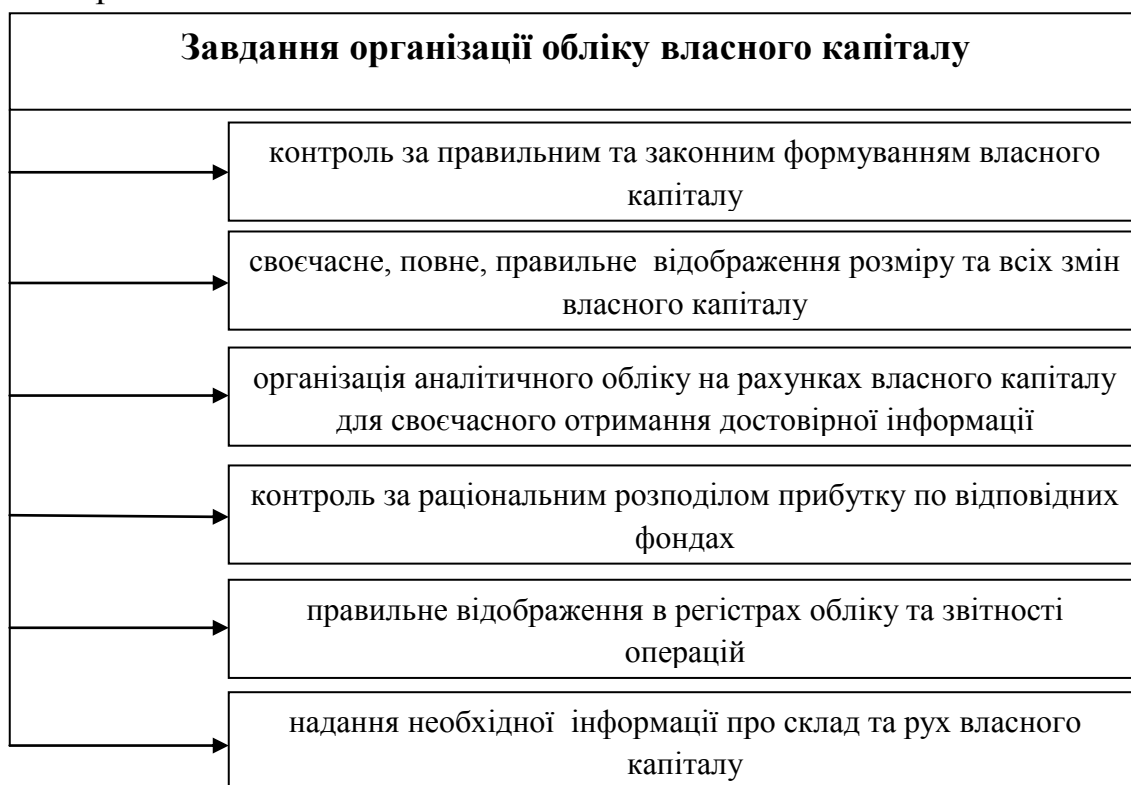 Завдання організації обліку власного капіталу
контроль за правильним та законним формуванням власного
капіталу
своєчасне, повне, правильне відображення розміру та всіх змін
власного капіталу
організація аналітичного обліку на рахунках власного капіталу
для своєчасного отримання достовірної інформації
контроль за раціональним розподілом прибутку по відповідних
фондах
правильне відображення в регістрах обліку та звітності
операцій
надання необхідної інформації про склад та рух власного
капіталу